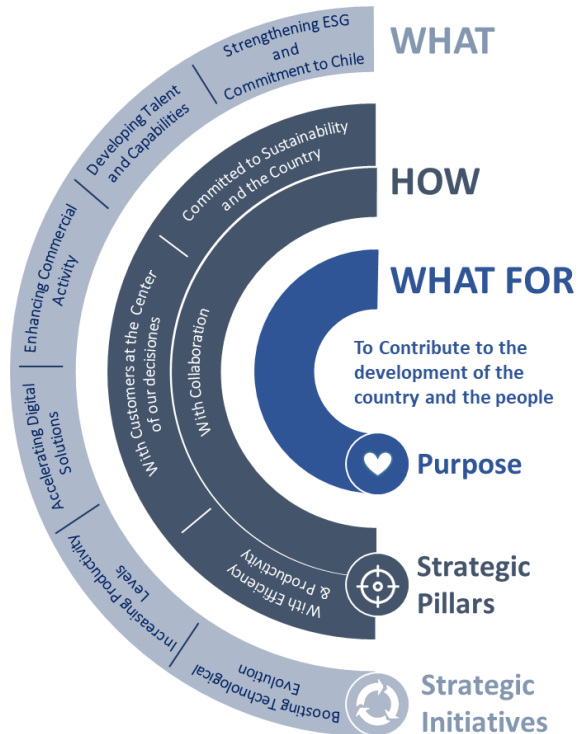 WHAT
Strengthening ESG
and
Commitment to Chile
Developing Talent
and Capabilities
Enhancing Commercial
Activity
Accelerating Digital
Solutions
Increasing Productivity
Levels
Boosting Technological
Evolution
HOW
Committed to Sustainability
and the Country
With Customers at the Center
of our decisiones
With Collaboration
With Efficiency
& Productivity
WHAT FOR
To Contribute to the
development of the
country and the people
Purpose
Strategic
Pillars
Strategic
Initiatives